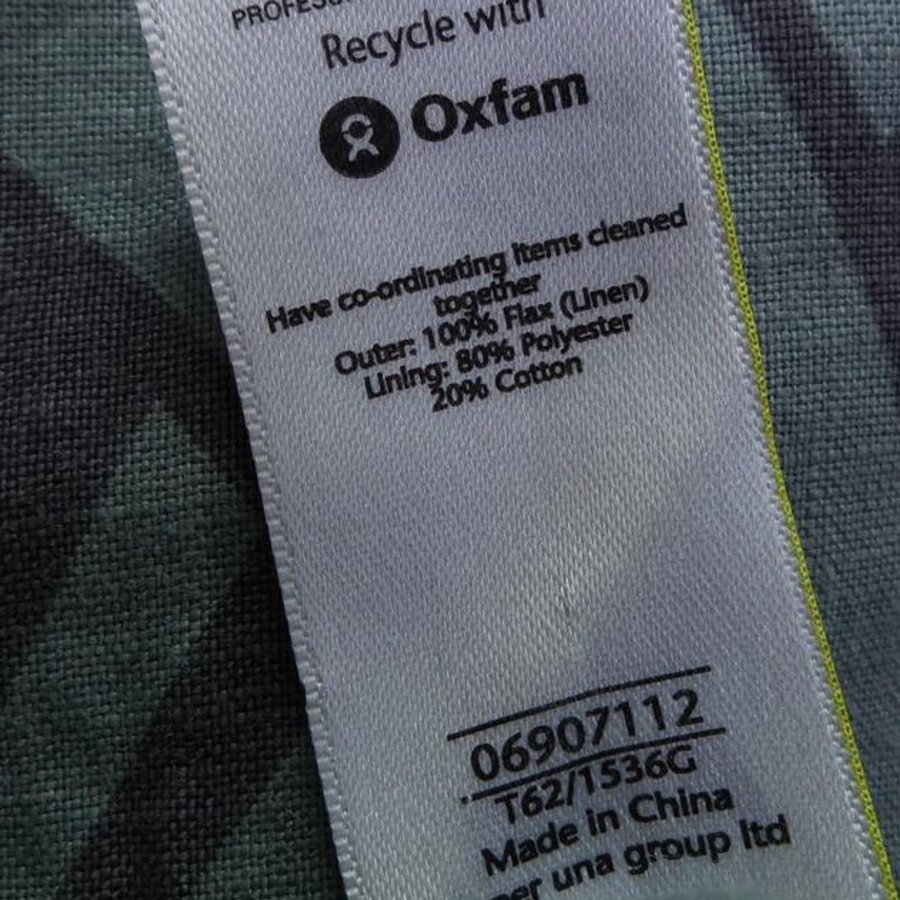 Recycle with
Oxfam
Have co-ordinating items cleaned
together
Outer: 100% Flax (Linen)
Lining: 80% Polyester
20% Cotton
06907112
T62/1536G
Made in China
per una group ltd